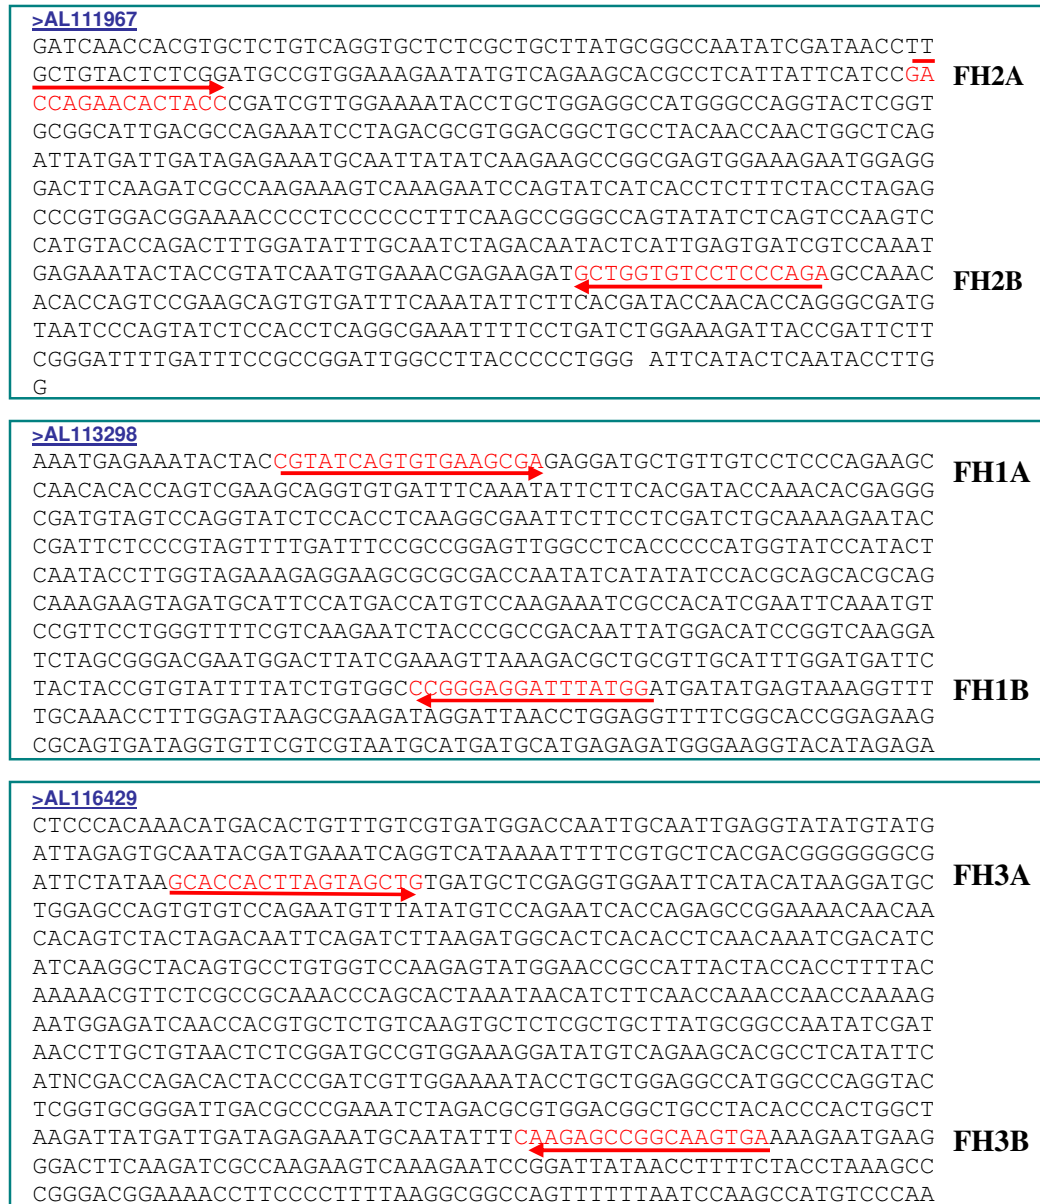 >AL111967
GATCAACCACGTGCTCTGTCAGGTGCTCTCGCTGCTTATGCGGCCAATATCGATAACCTT
GCTGTACTCTCGGATGCCGTGGAAAGAATATGTCAGAAGCACGCCTCATTATTCATCCGA FH2A
CCAGAACACTACCCGATCGTTGGAAAATACCTGCTGGAGGCCATGGGCCAGGTACTCGGT
GCGGCATTGACGCCAGAAATCCTAGACGCGTGGACGGCTGCCTACAACCAACTGGCTCAG
ATTATGATTGATAGAGAAATGCAATTATATCAAGAAGCCGGCGAGTGGAAAGAATGGAGG
GACTTCAAGATCGCCAAGAAAGTCAAAGAATCCAGTATCATCACCTCTTTCTACCTAGAG
CCCGTGGACGGAAAACCCCTCCCCCCTTTCAAGCCGGGCCAGTATATCTCAGTCCAAGTC
CATGTACCAGACTTTGGATATTTGCAATCTAGACAATACTCATTGAGTGATCGTCCAAAT
GAGAAATACTACCGTATCAATGTGAAACGAGAAGATGCTGGTGTCCTCCCAGAGCCAAAC FH2B
ACACCAGTCCGAAGCAGTGTGATTTCAAATATTCTTCACGATACCAACACCAGGGCGATG
TAATCCCAGTATCTCCACCTCAGGCGAAATTTTCCTGATCTGGAAAGATTACCGATTCTT
CGGGATTTTGATTTCCGCCGGATTGGCCTTACCCCCTGGG ATTCATACTCAATACCTTG
G
>AL113298
AAATGAGAAATACTACCGTATCAGTGTGAAGCGAGAGGATGCTGTTGTCCTCCCAGAAGC FH1A
CAACACACCAGTCGAAGCAGGTGTGATTTCAAATATTCTTCACGATACCAAACACGAGGG
CGATGTAGTCCAGGTATCTCCACCTCAAGGCGAATTCTTCCTCGATCTGCAAAAGAATAC
CGATTCTCCCGTAGTTTTGATTTCCGCCGGAGTTGGCCTCACCCCCATGGTATCCATACT
CAATACCTTGGTAGAAAGAGGAAGCGCGCGACCAATATCATATATCCACGCAGCACGCAG
CAAAGAAGTAGATGCATTCCATGACCATGTCCAAGAAATCGCCACATCGAATTCAAATGT
CCGTTCCTGGGTTTTCGTCAAGAATCTACCCGCCGACAATTATGGACATCCGGTCAAGGA
TCTAGCGGGACGAATGGACTTATCGAAAGTTAAAGACGCTGCGTTGCATTTGGATGATTC
TACTACCGTGTATTTTATCTGTGGCCCGGGAGGATTTATGGATGATATGAGTAAAGGTTT FH1B
TGCAAACCTTTGGAGTAAGCGAAGATAGGATTAACCTGGAGGTTTTCGGCACCGGAGAAG
CGCAGTGATAGGTGTTCGTCGTAATGCATGATGCATGAGAGATGGGAAGGTACATAGAGA
>AL116429
CTCCCACAAACATGACACTGTTTGTCGTGATGGACCAATTGCAATTGAGGTATATGTATG
ATTAGAGTGCAATACGATGAAATCAGGTCATAAAATTTTCGTGCTCACGACGGGGGGGCG
ATTCTATAAGCACCACTTAGTAGCTGTGATGCTCGAGGTGGAATTCATACATAAGGATGC FH3A
TGGAGCCAGTGTGTCCAGAATGTTTATATGTCCAGAATCACCAGAGCCGGAAAACAACAA
CACAGTCTACTAGACAATTCAGATCTTAAGATGGCACTCACACCTCAACAAATCGACATC
ATCAAGGCTACAGTGCCTGTGGTCCAAGAGTATGGAACCGCCATTACTACCACCTTTTAC
AAAAACGTTCTCGCCGCAAACCCAGCACTAAATAACATCTTCAACCAAACCAACCAAAAG
AATGGAGATCAACCACGTGCTCTGTCAAGTGCTCTCGCTGCTTATGCGGCCAATATCGAT
AACCTTGCTGTAACTCTCGGATGCCGTGGAAAGGATATGTCAGAAGCACGCCTCATATTC
ATNCGACCAGACACTACCCGATCGTTGGAAAATACCTGCTGGAGGCCATGGCCCAGGTAC
TCGGTGCGGGATTGACGCCCGAAATCTAGACGCGTGGACGGCTGCCTACACCCACTGGCT
AAGATTATGATTGATAGAGAAATGCAATATTTCAAGAGCCGGCAAGTGAAAAGAATGAAG FH3B
GGACTTCAAGATCGCCAAGAAGTCAAAGAATCCCGGATTATAACCTTTTCTACCTAAAGCC
CGGGACGGAAAACCTTCCCCTTTTAAGGCGGCCAGTTTTTTAATCCAAGCCATGTCCCAA